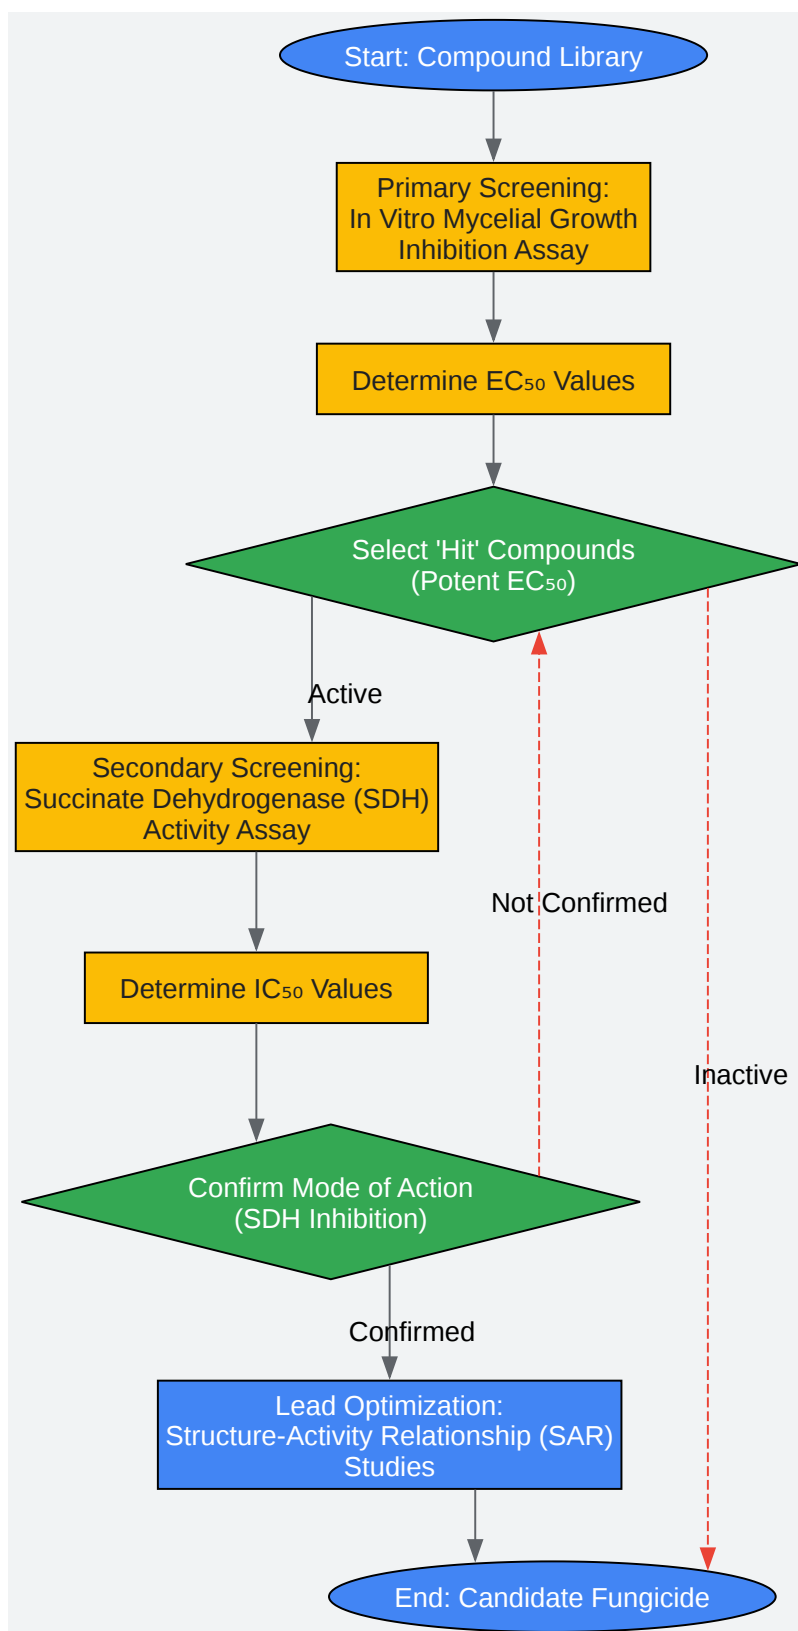 Start: Compound Library
Primary Screening:
In Vitro Mycelial Growth
Inhibition Assay
Determine EC₅₀ Values
Select 'Hit' Compounds
(Potent EC₅₀)
Active
Secondary Screening:
Succinate Dehydrogenase (SDH)
Activity Assay
Not Confirmed
Determine IC₅₀ Values
Inactive
Confirm Mode of Action
(SDH Inhibition)
Confirmed
Lead Optimization:
Structure-Activity Relationship (SAR)
Studies
End: Candidate Fungicide